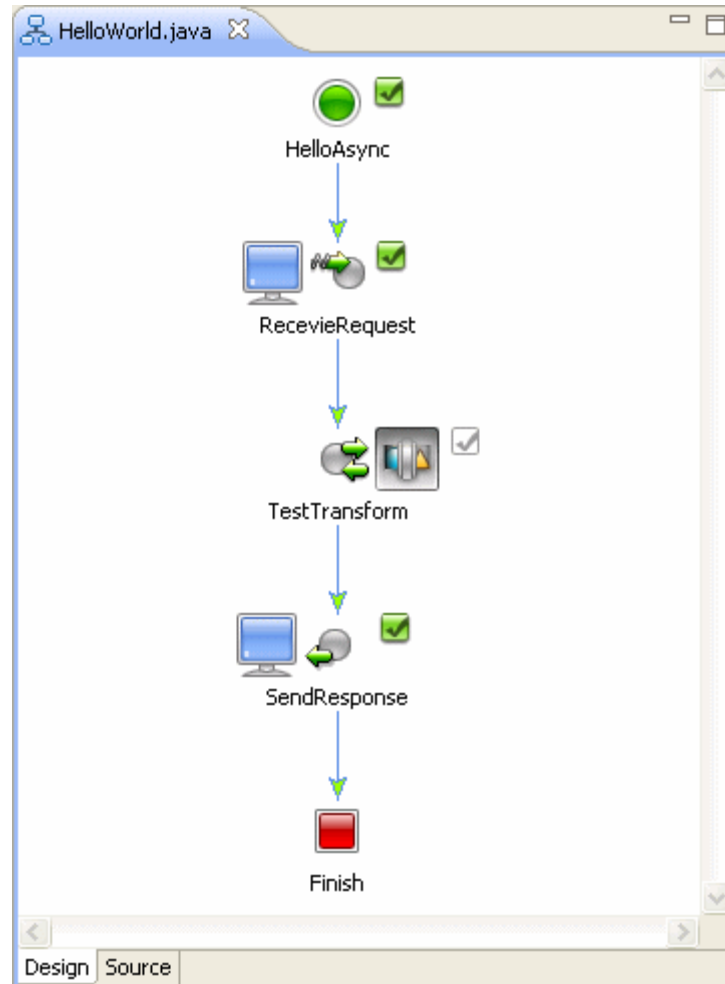 HelloWorld.java
HelloAsync
RecevieRequest
TestTransform
SendResponse
Finish
Design Source